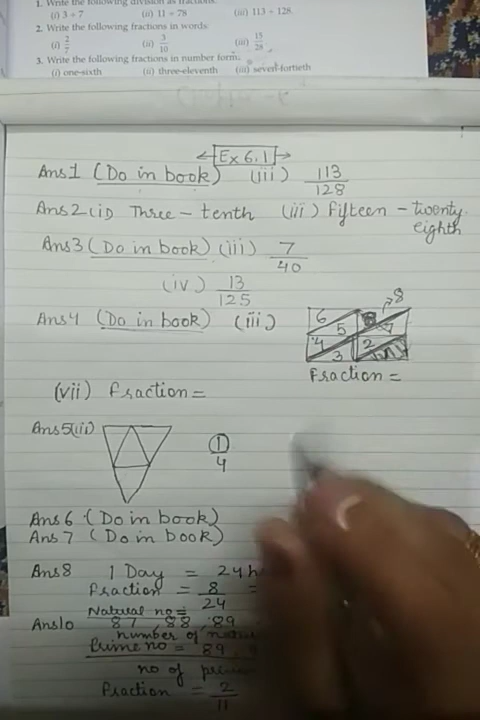 1. Write the following division as fractions.
(i) 3 ÷ 7 (ii) 11 ÷ 78 (iii) 113 ÷ 128
2. Write the following fractions in words
(i) 2/7 (ii) 3/10 (iii) 15/28
3. Write the following fractions in number form.
(i) one-sixth (ii) three-eleventh (iii) seven-fortieth
Ex 6.1
Ans1 (Do in book) (iii) 113/128
Ans2 (ii) Three-tenth (iii) fifteen-twenty
eighth
Ans3 (Do in book) (iii) 7/40
(iv) 13/125
8
Ans4 (Do in book) (iii)
6 5 7
4 3 2
Fraction =
(vii) Fraction =
Ans5(ii) 1/4
Ans6 (Do in book)
Ans7 (Do in book)
Ans8 1 Day = 24
Fraction = 8/24 =
Natural no =
Ans10 87, 88, 89
number of
Prime no = 89,
no of
Fraction = 2/11